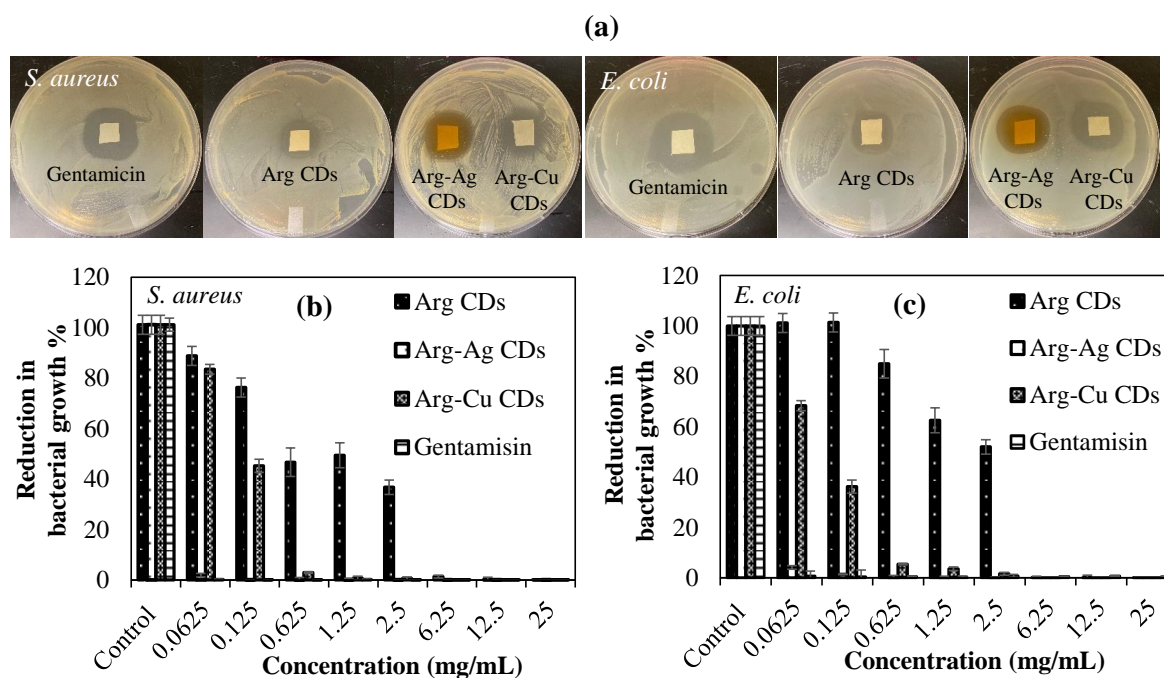 (a)
S. aureus
Gentamicin
Arg CDs
Arg-Ag
CDs
Arg-Cu
CDs
E. coli
Gentamicin
Arg CDs
Arg-Ag
CDs
Arg-Cu
CDs
Reduction in
bacterial growth %
120
100
80
60
40
20
0
S. aureus
(b)
Arg CDs
Arg-Ag CDs
Arg-Cu CDs
Gentamisin
Control
0.0625
0.125
0.625
1.25
2.5
6.25
12.5
25
Concentration (mg/mL)
Reduction in
bacterial growth %
120
100
80
60
40
20
0
E. coli
(c)
Arg CDs
Arg-Ag CDs
Arg-Cu CDs
Gentamisin
Control
0.0625
0.125
0.625
1.25
2.5
6.25
12.5
25
Concentration (mg/mL)